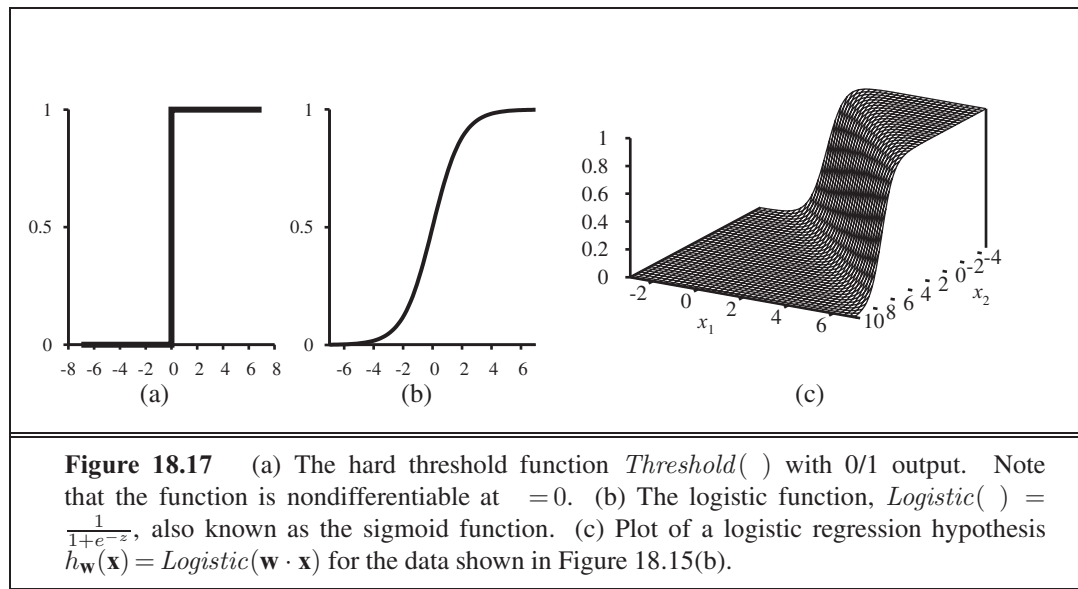 1
0.5
0
-8 -6 -4 -2 0 2 4 6 8
(a)
1
0.5
0
-6 -4 -2 0 2 4 6
(b)
1
0.8
0.6
0.4
0.2
0
-2 0 2 4 6
x1
10 8 6 4 2 0 -2 -4
x2
(c)
Figure 18.17 (a) The hard threshold function Threshold( ) with 0/1 output. Note
that the function is nondifferentiable at =0. (b) The logistic function, Logistic( ) =
1/(1+e^{-z}), also known as the sigmoid function. (c) Plot of a logistic regression hypothesis
h_w(x) = Logistic(w · x) for the data shown in Figure 18.15(b).